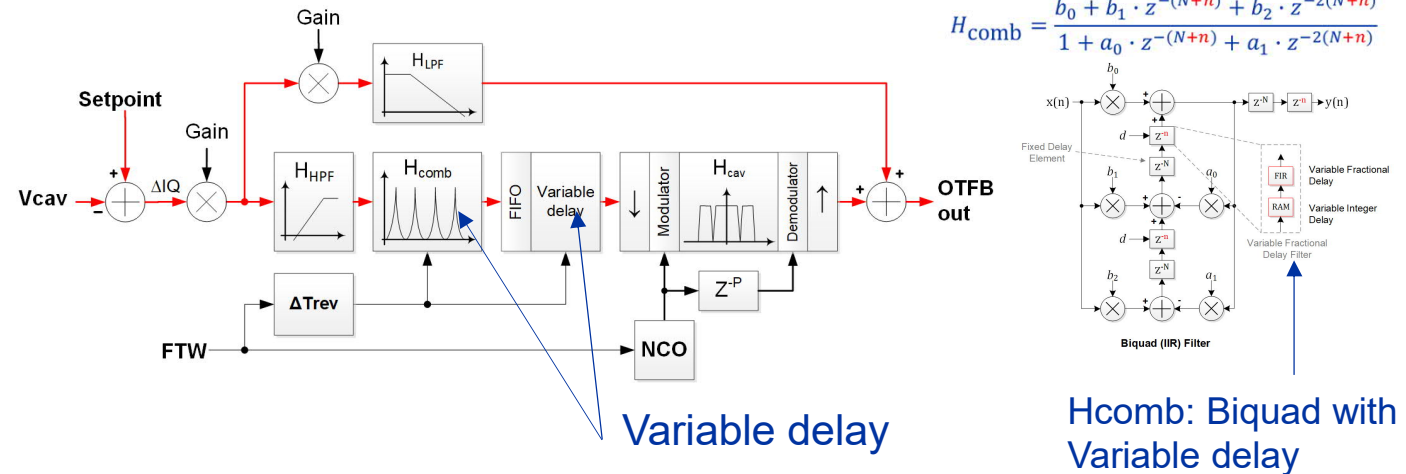 Gain
H_LPF
Setpoint
Gain
+
Vcav
−
ΔIQ
H_HPF
H_comb
FIFO
Variable
delay
↓
Modulator
H_cav
Demodulator
↑
+
+
OTFB
out
ΔTrev
Z^-P
FTW
NCO
Variable delay
H_comb = (b_0 + b_1 · z^-(N+n) + b_2 · z^-2(N+n)) / (1 + a_0 · z^-(N+n) + a_1 · z^-2(N+n))
b_0
x(n)
+
z^-N
z^-n
y(n)
+
d
z^-n
Fixed Delay
Element
z^-N
b_1
a_0
+
-
+
d
z^-n
z^-N
b_2
a_1
+
-
FIR
Variable Fractional
Delay
RAM
Variable Integer
Delay
Variable Fractional
Delay Filter
Biquad (IIR) Filter
Hcomb: Biquad with
Variable delay